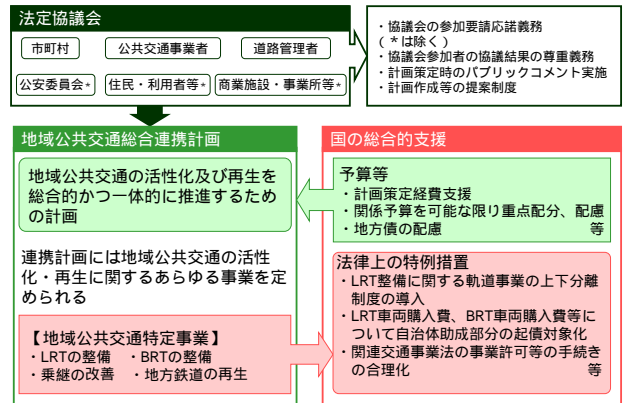 法定協議会
市町村 公共交通事業者 道路管理者
公安委員会* 住民・利用者等* 商業施設・事業所等*
・協議会の参加要請応諾義務
(*は除く)
・協議会参加者の協議結果の尊重義務
・計画策定時のパブリックコメント実施
・計画作成等の提案制度
地域公共交通総合連携計画
地域公共交通の活性化及び再生を
総合的かつ一体的に推進するため
の計画
連携計画には地域公共交通の活性
化・再生に関するあらゆる事業を定
められる
【地域公共交通特定事業】
・LRTの整備 ・BRTの整備
・乗継の改善 ・地方鉄道の再生
国の総合的支援
予算等
・計画策定経費支援
・関係予算を可能な限り重点配分、配慮
・地方債の配慮 等
法律上の特例措置
・LRT整備に関する軌道事業の上下分離
制度の導入
・LRT車両購入費、BRT車両購入費等に
ついて自治体助成部分の起債対象化
・関連交通事業法の事業許可等の手続き
の合理化 等